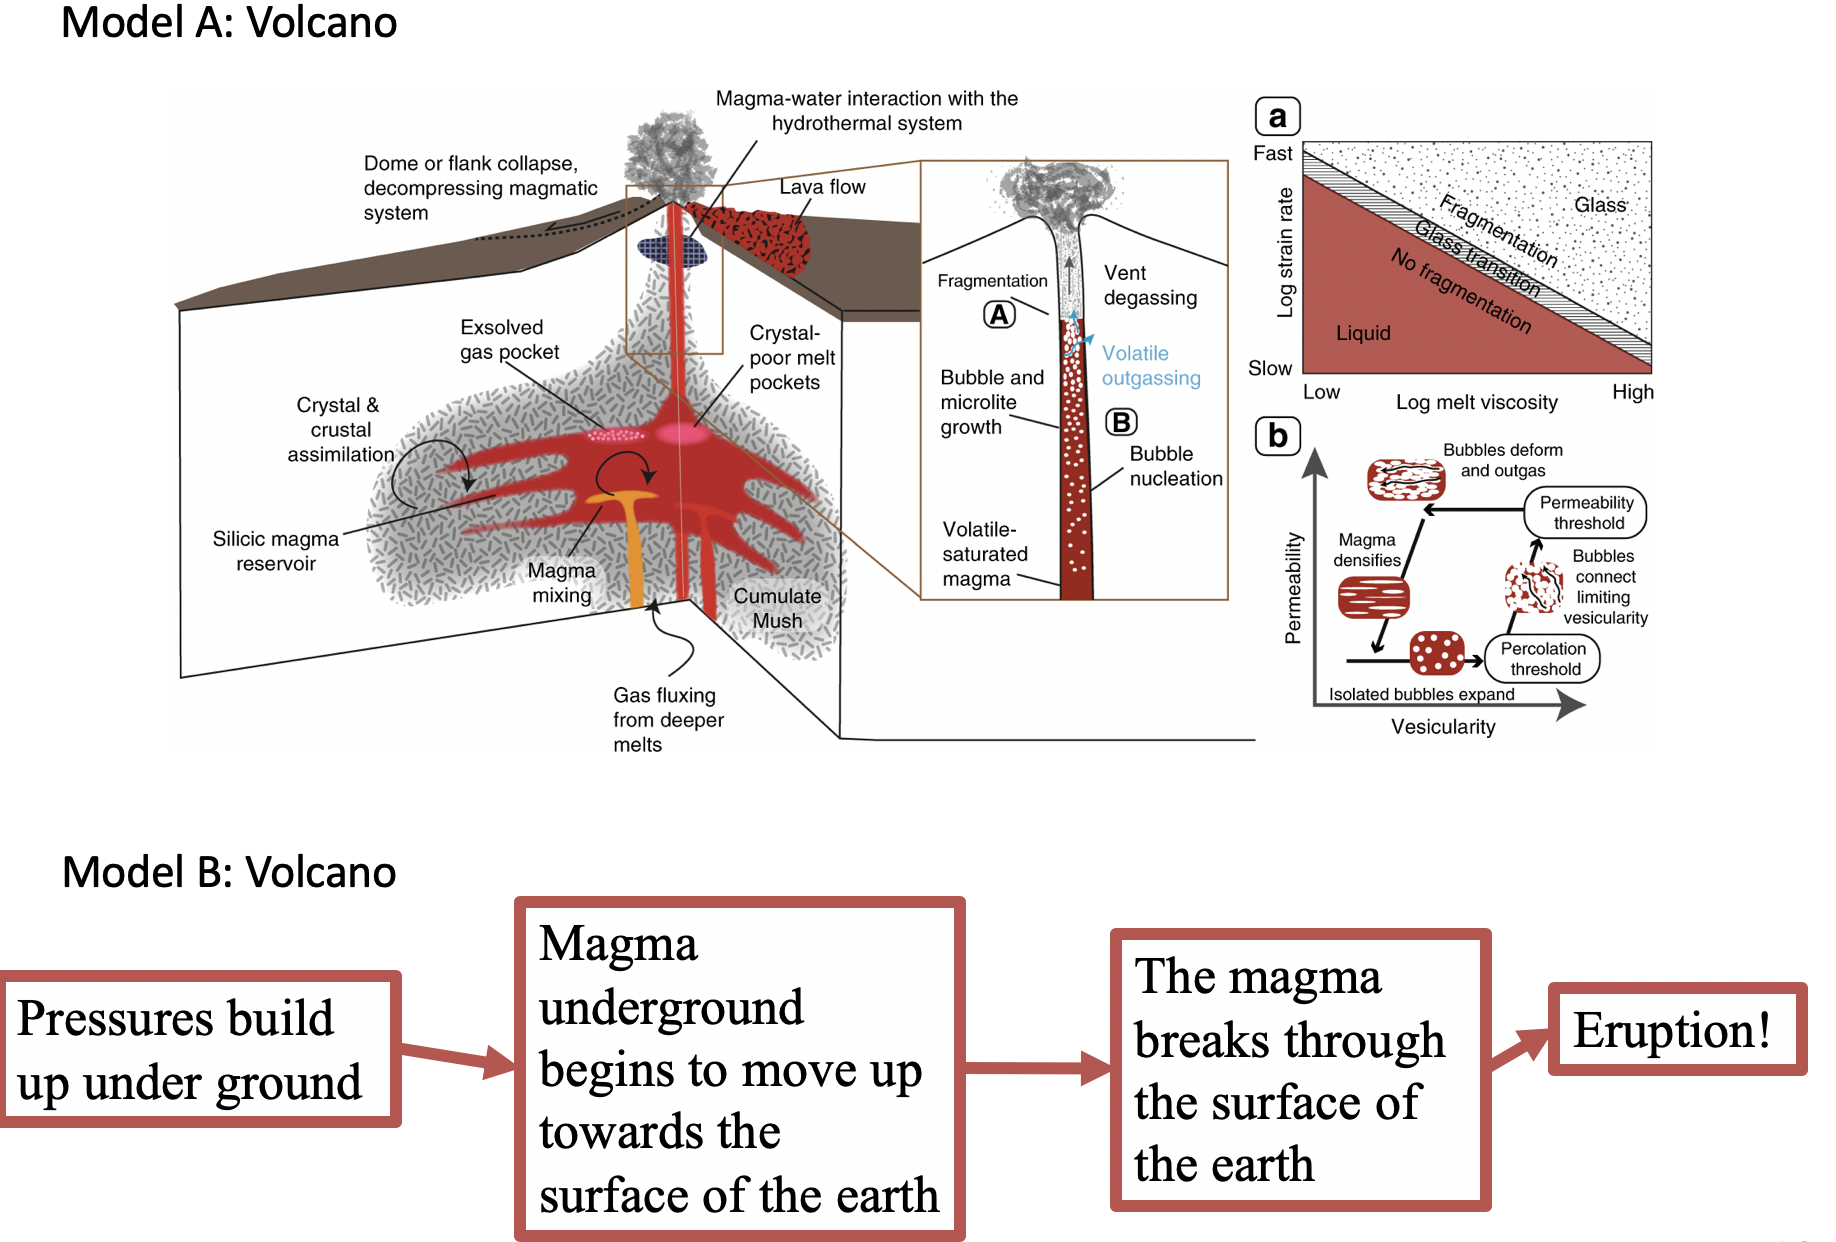 Model A: Volcano
Magma-water interaction with the
hydrothermal system
Dome or flank collapse,
decompressing magmatic
system
Lava flow
Exsolved
gas pocket
Crystal-
poor melt
pockets
Crystal &
crustal
assimilation
Silicic magma
reservoir
Magma
mixing
Cumulate
Mush
Gas fluxing
from deeper
melts
Fragmentation
A
Vent
degassing
Volatile
outgassing
Bubble and
microlite
growth
B
Bubble
nucleation
Volatile-
saturated
magma
a
Fast
Log strain rate
Slow
Glass
Fragmentation
Glass transition
No fragmentation
Liquid
Low
High
Log melt viscosity
b
Bubbles deform
and outgas
Permeability
threshold
Magma
densifies
Bubbles
connect
limiting
vesicularity
Percolation
threshold
Isolated bubbles expand
Permeability
Vesicularity
Model B: Volcano
Pressures build
up under ground
Magma
underground
begins to move up
towards the
surface of the earth
The magma
breaks through
the surface of
the earth
Eruption!